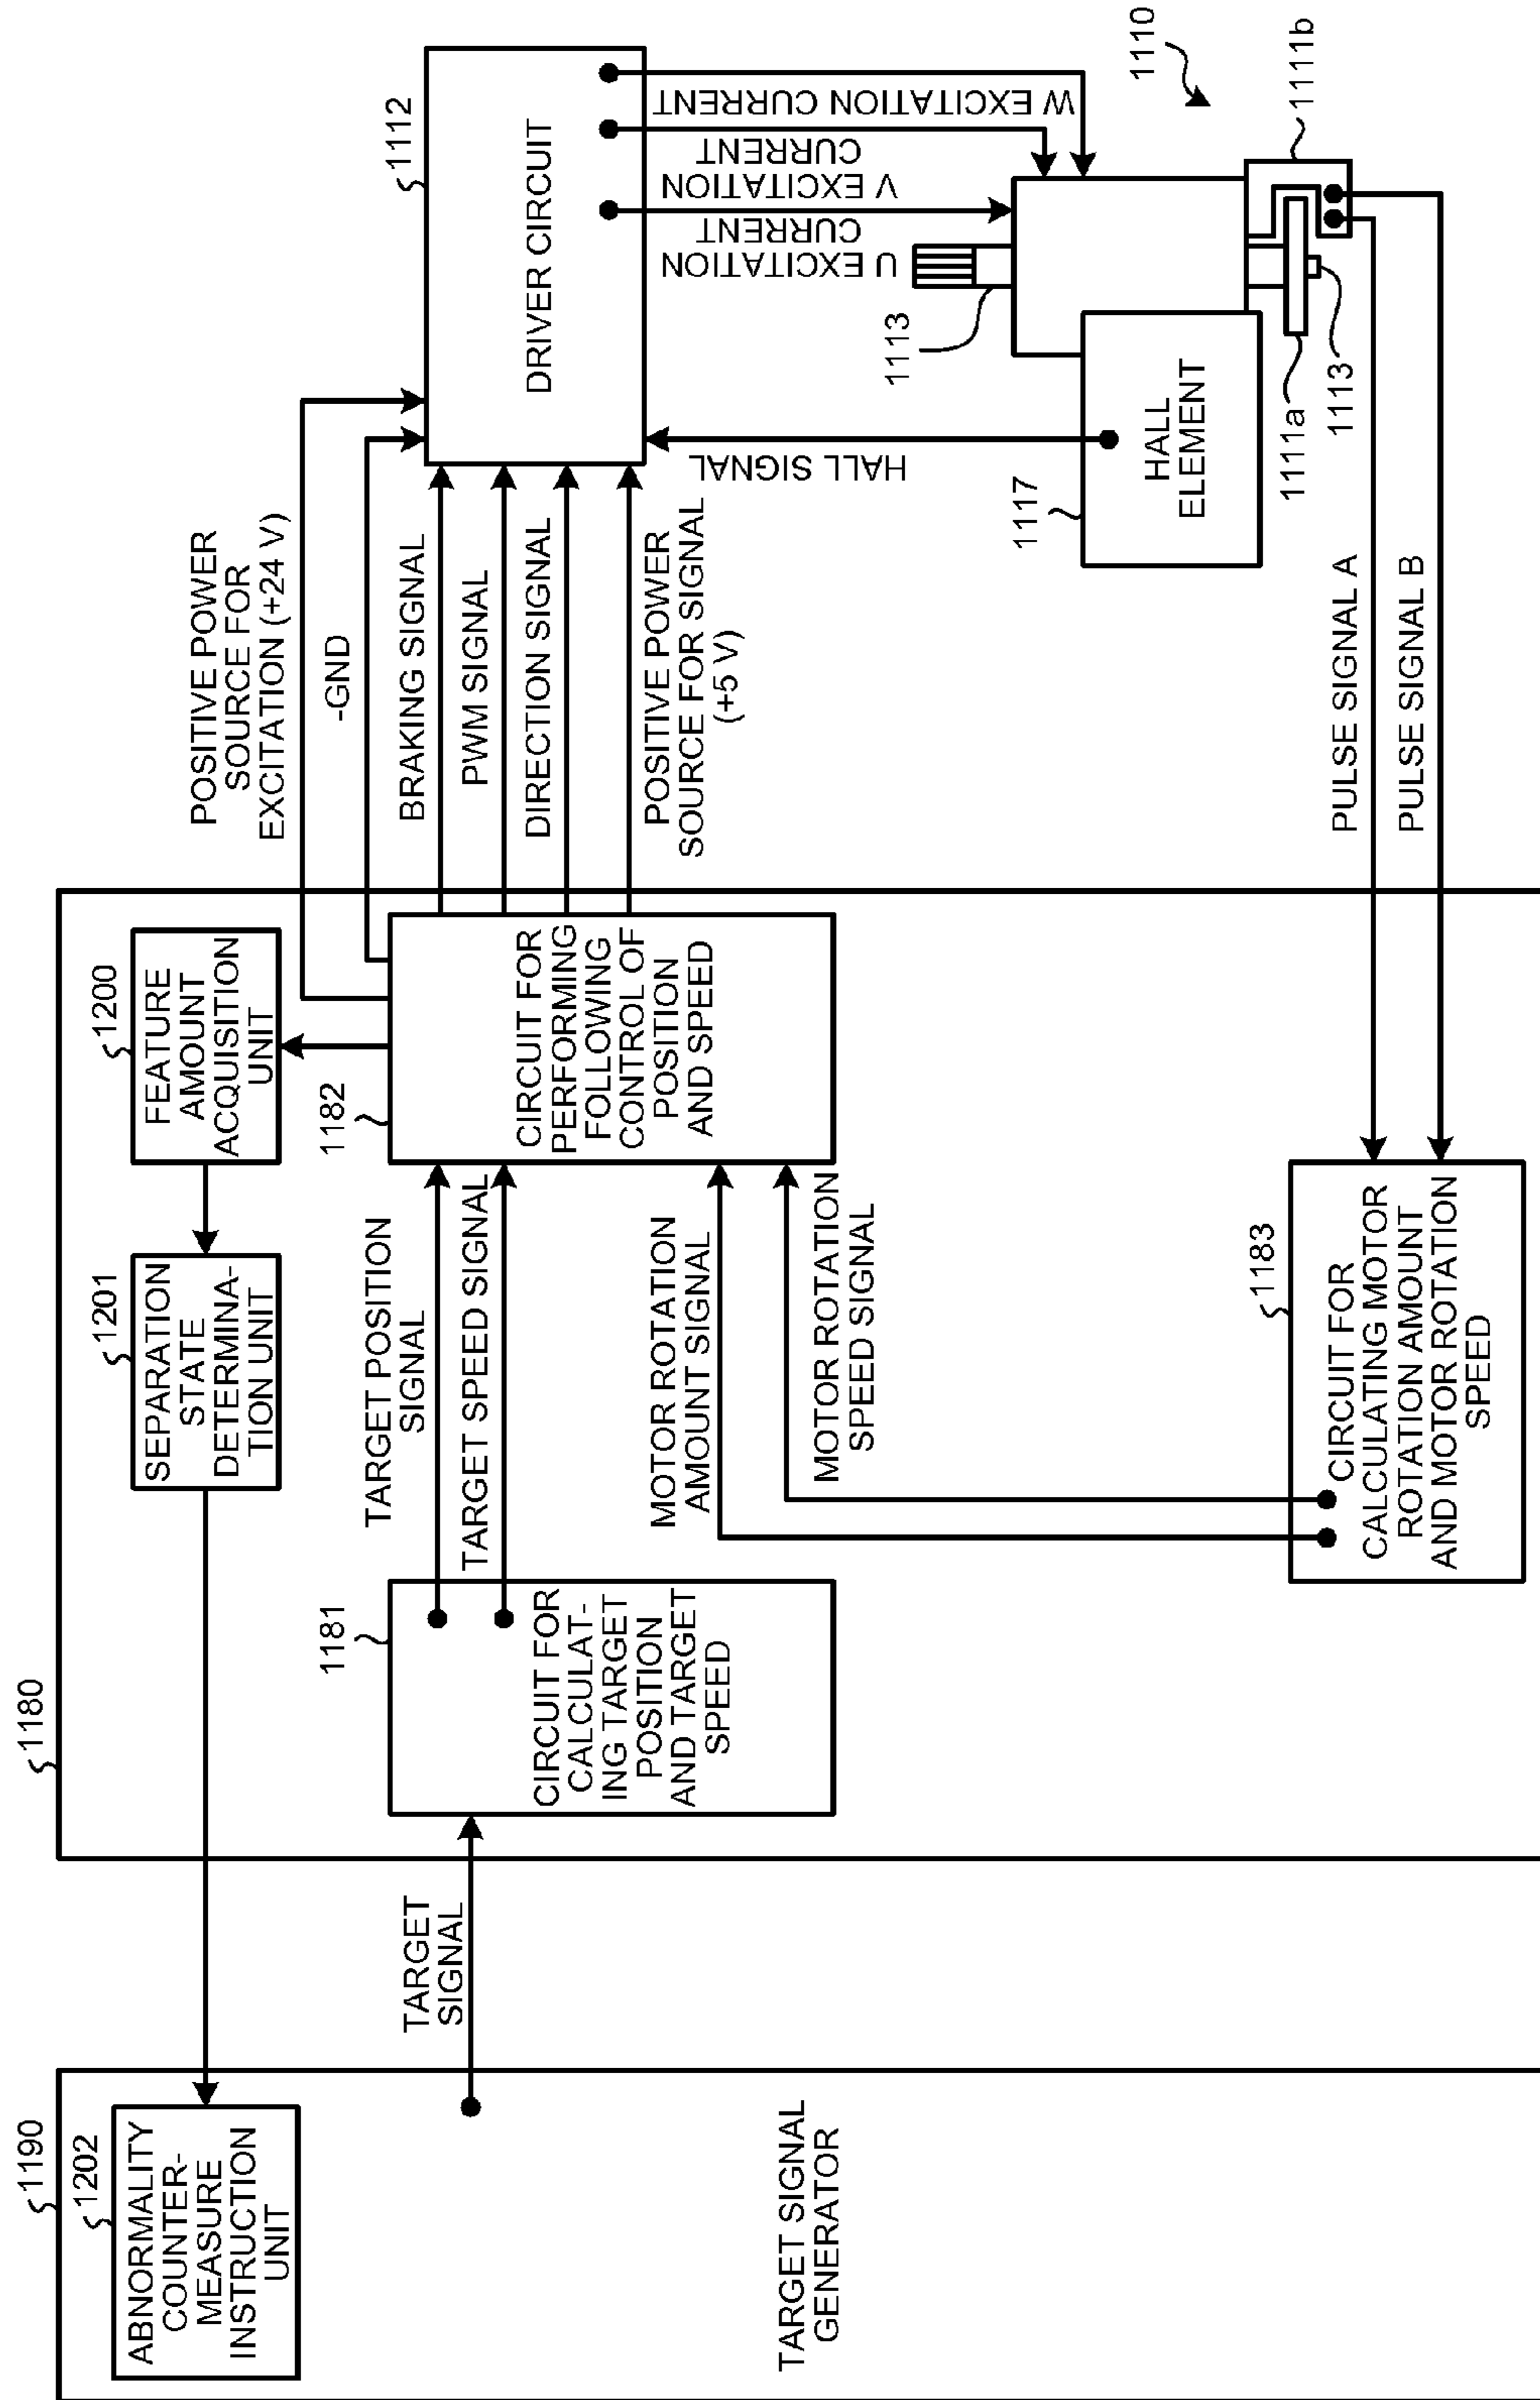 1190
1202
ABNORMALITY
COUNTER-
MEASURE
INSTRUCTION
UNIT
TARGET SIGNAL
GENERATOR
TARGET
SIGNAL
1180
1201
SEPARATION
STATE
DETERMINA-
TION UNIT
1200
FEATURE
AMOUNT
ACQUISITION
UNIT
1181
CIRCUIT FOR
CALCULAT-
ING TARGET
POSITION
AND TARGET
SPEED
TARGET POSITION
SIGNAL
TARGET SPEED SIGNAL
MOTOR ROTATION
AMOUNT SIGNAL
MOTOR ROTATION
SPEED SIGNAL
1182
CIRCUIT FOR
PERFORMING
FOLLOWING
CONTROL OF
POSITION
AND SPEED
1183
CIRCUIT FOR
CALCULATING MOTOR
ROTATION AMOUNT
AND MOTOR ROTATION
SPEED
POSITIVE POWER
SOURCE FOR
EXCITATION (+24 V)
-GND
BRAKING SIGNAL
PWM SIGNAL
DIRECTION SIGNAL
POSITIVE POWER
SOURCE FOR SIGNAL
(+5 V)
1112
DRIVER CIRCUIT
HALL SIGNAL
U EXCITATION
CURRENT
V EXCITATION
CURRENT
W EXCITATION CURRENT
1110
1113
1117
HALL
ELEMENT
1111a
1113
1111b
PULSE SIGNAL A
PULSE SIGNAL B